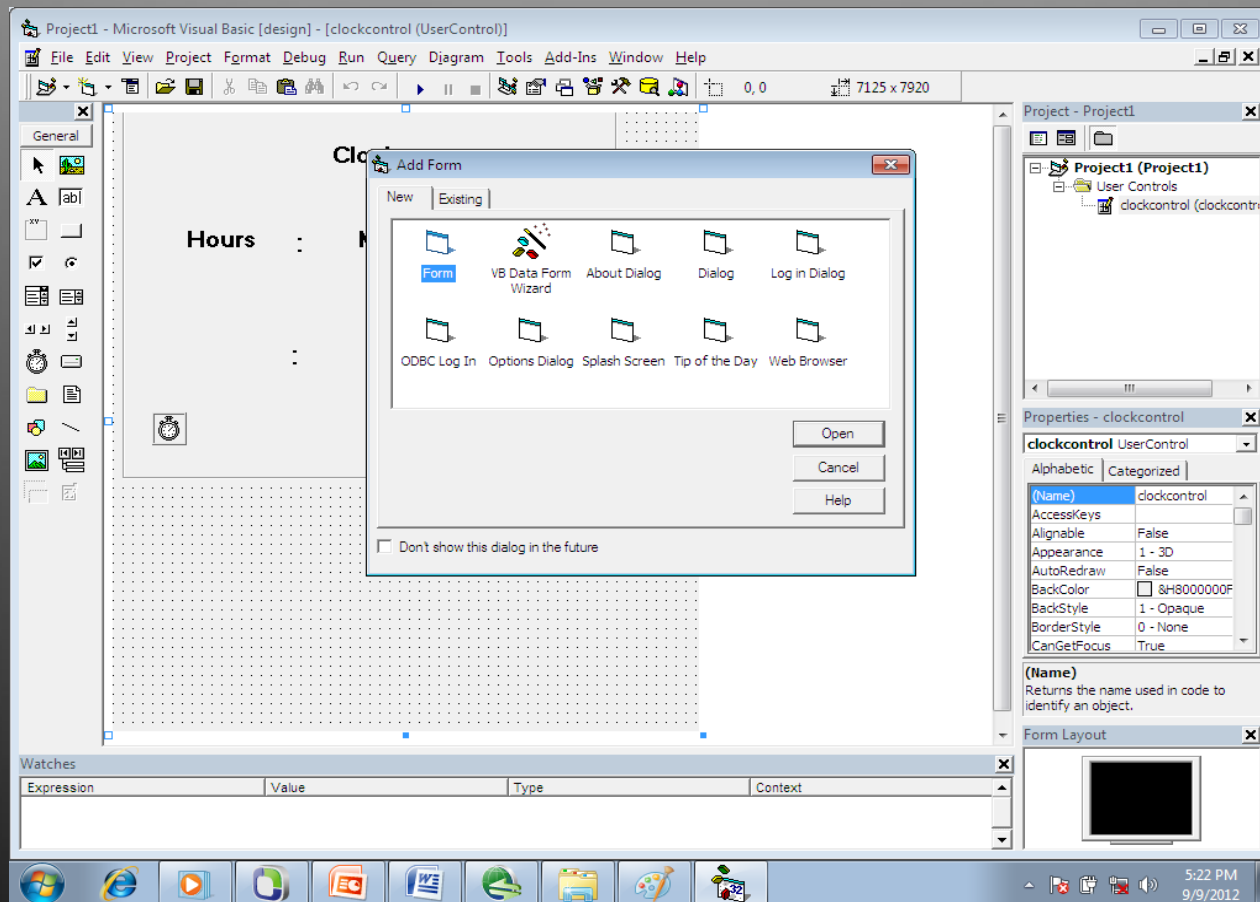 Project1 - Microsoft Visual Basic [design] - [clockcontrol (UserControl)]
File Edit View Project Format Debug Run Query Diagram Tools Add-Ins Window Help
0, 0 7125 x 7920
General
A ab|
Hours :
:
Add Form
New Existing
Form
VB Data Form Wizard
About Dialog
Dialog
Log in Dialog
ODBC Log In
Options Dialog
Splash Screen
Tip of the Day
Web Browser
Open
Cancel
Help
Don't show this dialog in the future
Project - Project1
Project1 (Project1)
User Controls
clockcontrol (clockcontr
Properties - clockcontrol
clockcontrol UserControl
Alphabetic Categorized
(Name) clockcontrol
AccessKeys
Alignable False
Appearance 1 - 3D
AutoRedraw False
BackColor &H8000000F
BackStyle 1 - Opaque
BorderStyle 0 - None
CanGetFocus True
(Name)
Returns the name used in code to
identify an object.
Form Layout
Watches
Expression Value Type Context
5:22 PM
9/9/2012